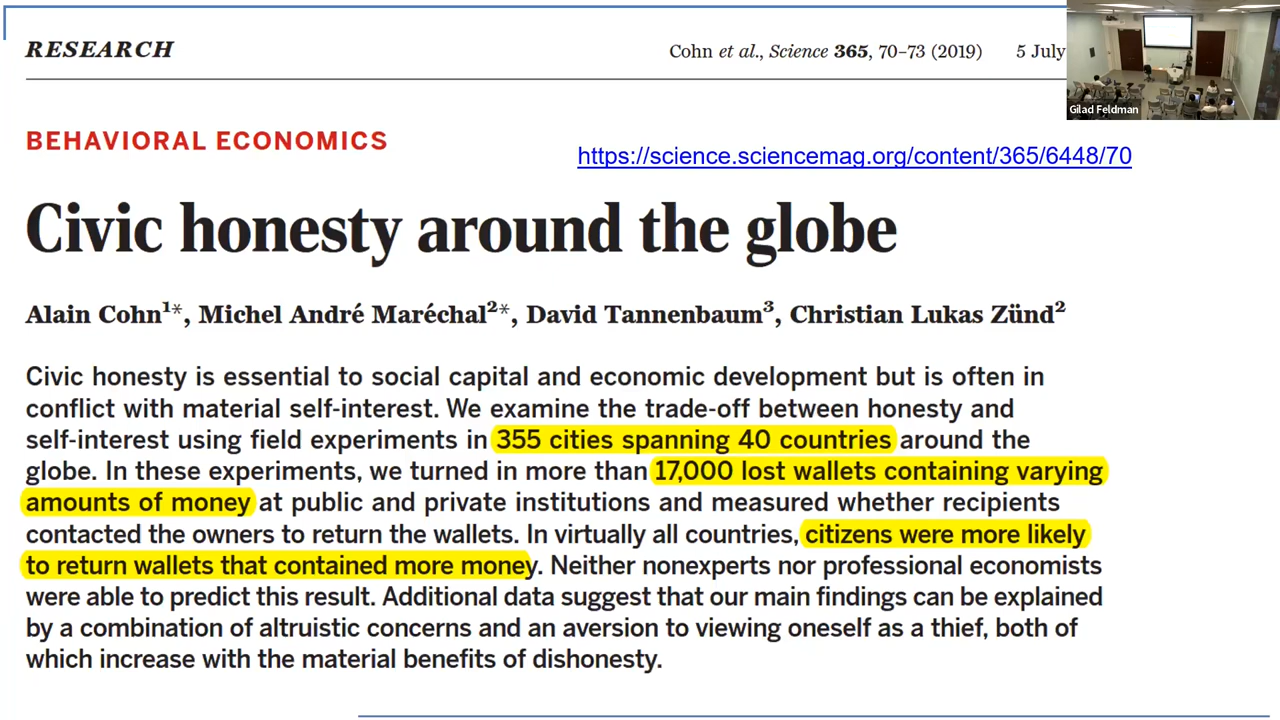 RESEARCH
Cohn et al., Science 365, 70–73 (2019) 5 July
Gilad Feldman
BEHAVIORAL ECONOMICS
https://science.sciencemag.org/content/365/6448/70
Civic honesty around the globe
Alain Cohn¹*, Michel André Maréchal²*, David Tannenbaum³, Christian Lukas Zünd²
Civic honesty is essential to social capital and economic development but is often in
conflict with material self-interest. We examine the trade-off between honesty and
self-interest using field experiments in 355 cities spanning 40 countries around the
globe. In these experiments, we turned in more than 17,000 lost wallets containing varying
amounts of money at public and private institutions and measured whether recipients
contacted the owners to return the wallets. In virtually all countries, citizens were more likely
to return wallets that contained more money. Neither nonexperts nor professional economists
were able to predict this result. Additional data suggest that our main findings can be explained
by a combination of altruistic concerns and an aversion to viewing oneself as a thief, both of
which increase with the material benefits of dishonesty.